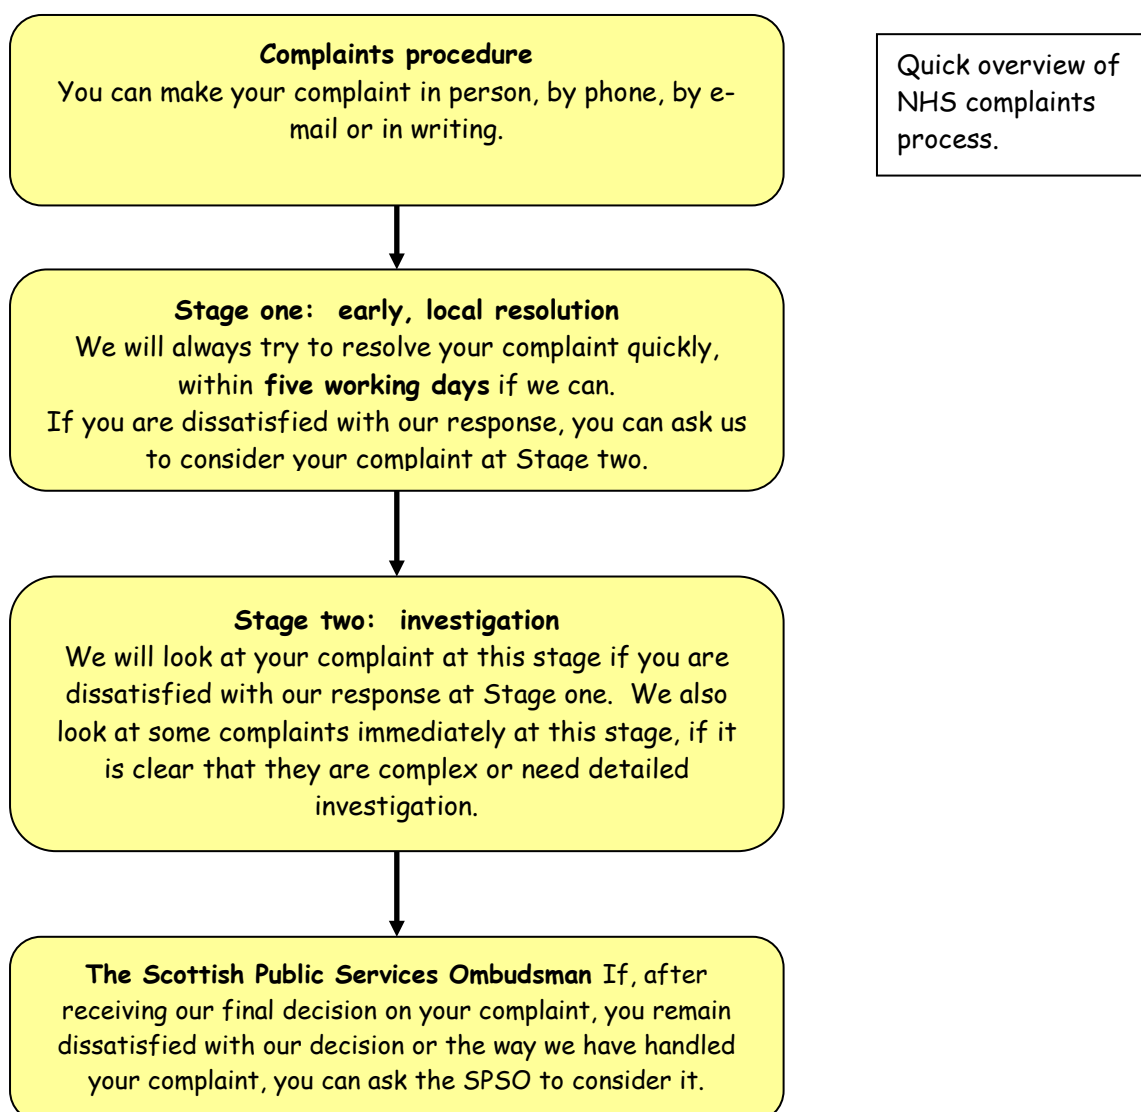 Complaints procedure
You can make your complaint in person, by phone, by e-
mail or in writing.
Quick overview of
NHS complaints
process.
Stage one:  early, local resolution
We will always try to resolve your complaint quickly,
within five working days if we can.
If you are dissatisfied with our response, you can ask us
to consider your complaint at Stage two.
Stage two:  investigation
We will look at your complaint at this stage if you are
dissatisfied with our response at Stage one.  We also
look at some complaints immediately at this stage, if it
is clear that they are complex or need detailed
investigation.
The Scottish Public Services Ombudsman If, after
receiving our final decision on your complaint, you remain
dissatisfied with our decision or the way we have handled
your complaint, you can ask the SPSO to consider it.